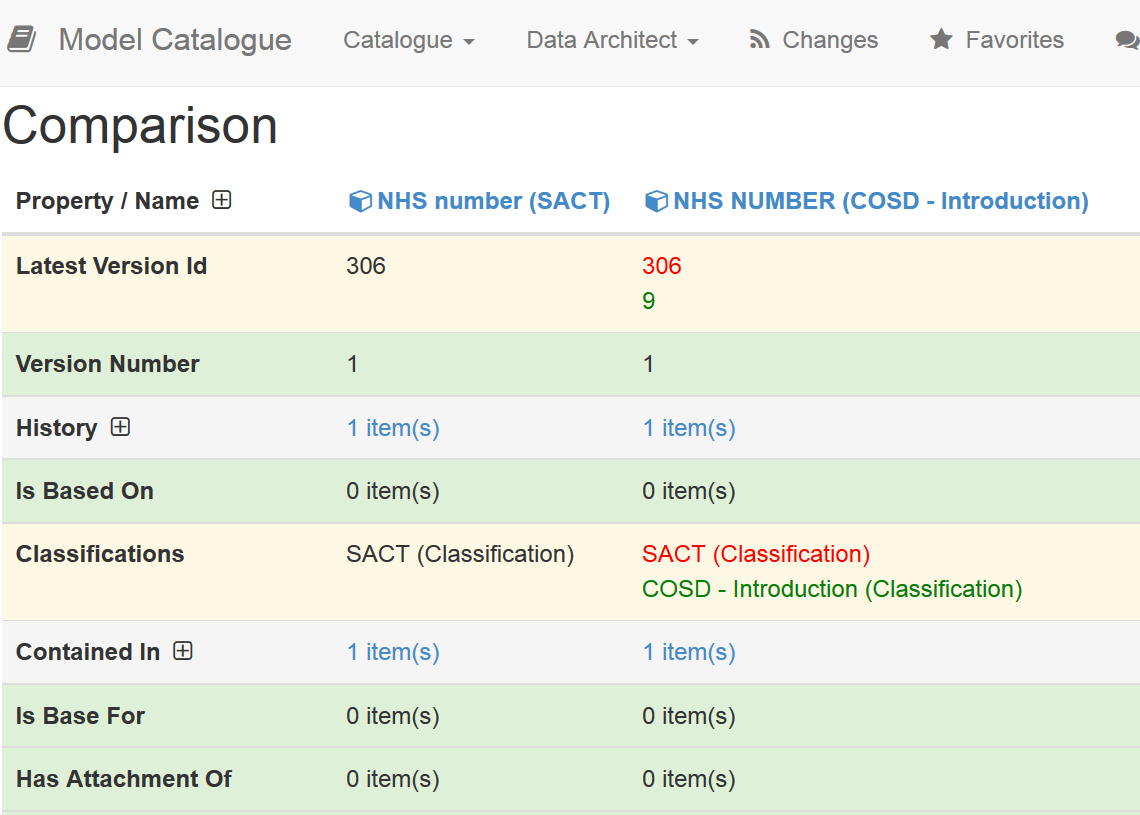 Model Catalogue Catalogue Data Architect Changes Favorites
Comparison
Property / Name NHS number (SACT) NHS NUMBER (COSD - Introduction)
Latest Version Id 306 306
9
Version Number 1 1
History 1 item(s) 1 item(s)
Is Based On 0 item(s) 0 item(s)
Classifications SACT (Classification) SACT (Classification)
COSD - Introduction (Classification)
Contained In 1 item(s) 1 item(s)
Is Base For 0 item(s) 0 item(s)
Has Attachment Of 0 item(s) 0 item(s)